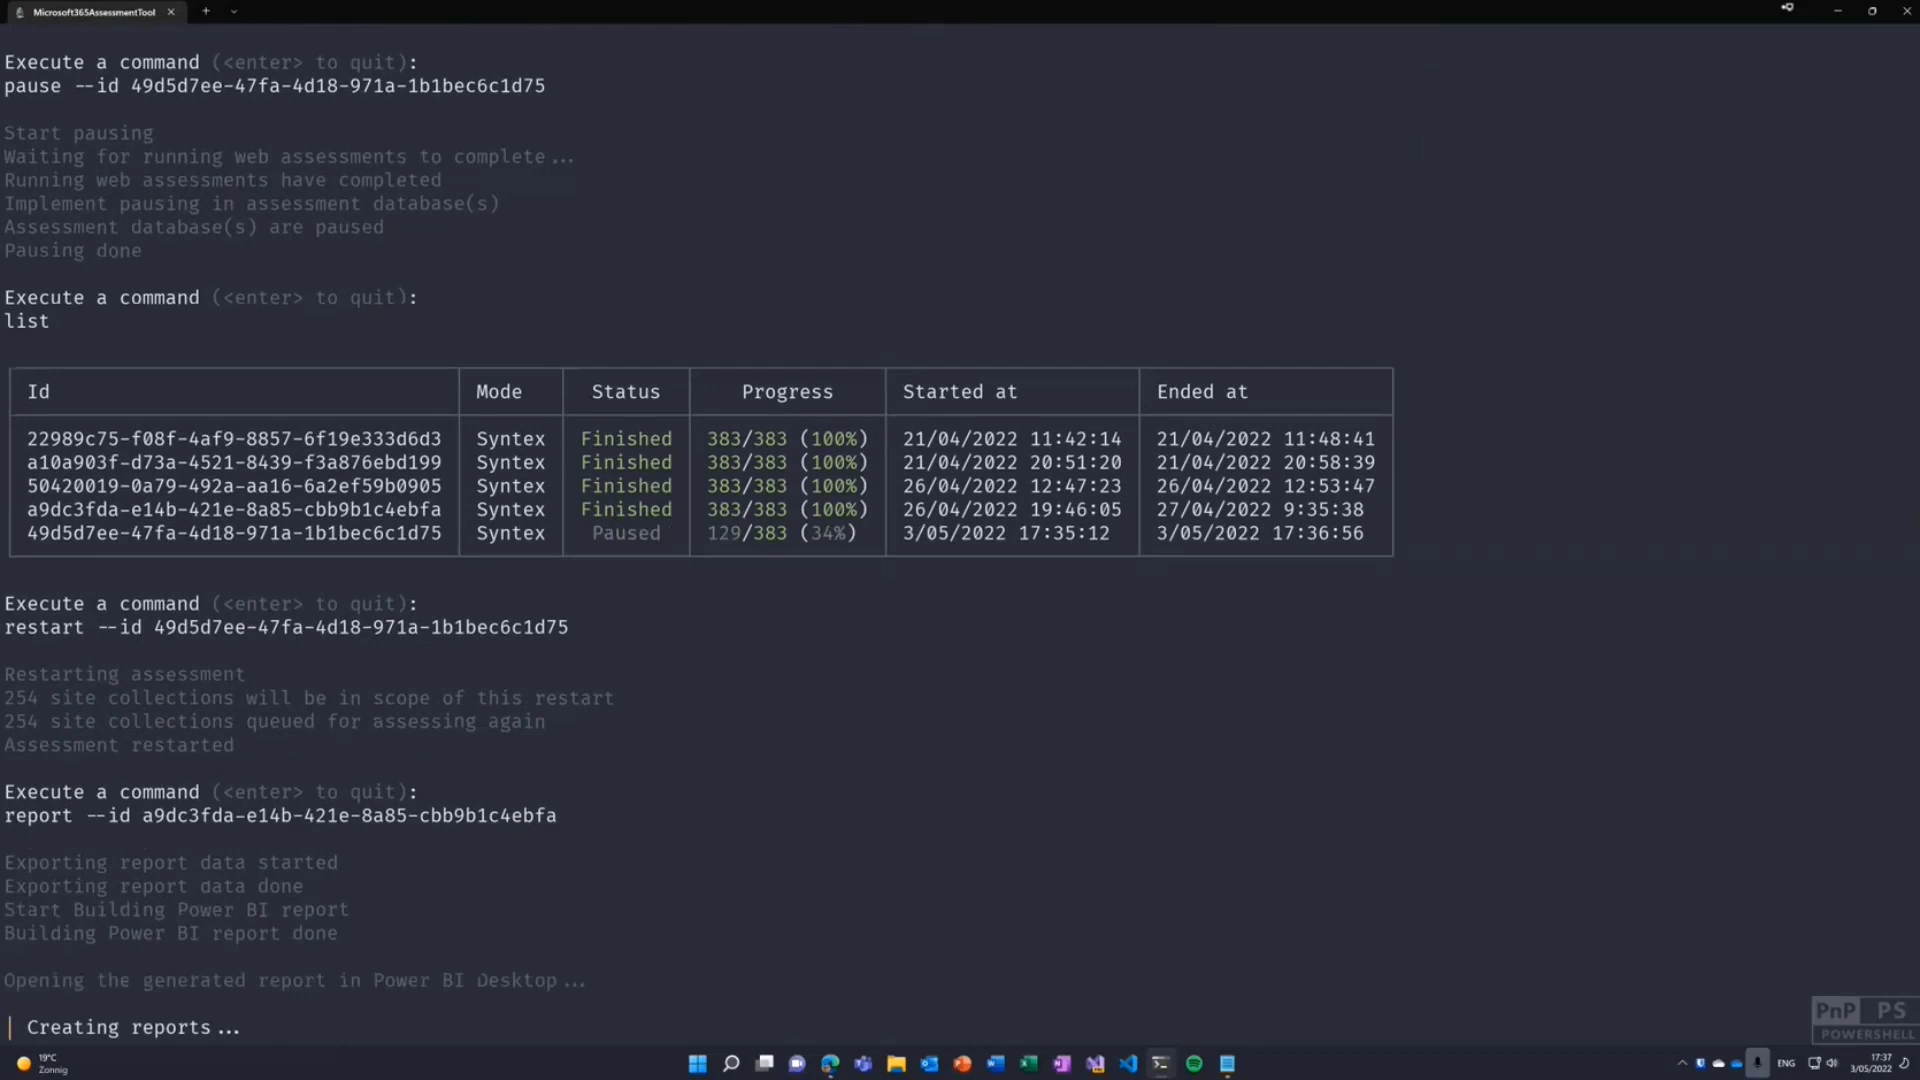 Microsoft365AssessmentTool
Execute a command (<enter> to quit):
pause --id 49d5d7ee-47fa-4d18-971a-1b1bec6c1d75
Start pausing
Waiting for running web assessments to complete...
Running web assessments have completed
Implement pausing in assessment database(s)
Assessment database(s) are paused
Pausing done
Execute a command (<enter> to quit):
list
Id Mode Status Progress Started at Ended at
22989c75-f08f-4af9-8857-6f19e333d6d3 Syntex Finished 383/383 (100%) 21/04/2022 11:42:14 21/04/2022 11:48:41
a10a903f-d73a-4521-8439-f3a876ebd199 Syntex Finished 383/383 (100%) 21/04/2022 20:51:20 21/04/2022 20:58:39
50420019-0a79-492a-aa16-6a2ef59b0905 Syntex Finished 383/383 (100%) 26/04/2022 12:47:23 26/04/2022 12:53:47
a9dc3fda-e14b-421e-8a85-cbb9b1c4ebfa Syntex Finished 383/383 (100%) 26/04/2022 19:46:05 27/04/2022 9:35:38
49d5d7ee-47fa-4d18-971a-1b1bec6c1d75 Syntex Paused 129/383 (34%) 3/05/2022 17:35:12 3/05/2022 17:36:56
Execute a command (<enter> to quit):
restart --id 49d5d7ee-47fa-4d18-971a-1b1bec6c1d75
Restarting assessment
254 site collections will be in scope of this restart
254 site collections queued for assessing again
Assessment restarted
Execute a command (<enter> to quit):
report --id a9dc3fda-e14b-421e-8a85-cbb9b1c4ebfa
Exporting report data started
Exporting report data done
Start Building Power BI report
Building Power BI report done
Opening the generated report in Power BI Desktop...
Creating reports...
PnP PS
POWERSHELL
19°C
Zonnig
ENG
17:37
3/05/2022